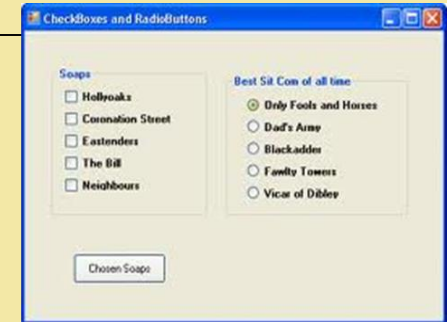 CheckBoxes and RadioButtons
Soaps
Hollyoaks
Coronation Street
Eastenders
The Bill
Neighbours
Best Sit Com of all time
Only Fools and Horses
Dad's Army
Blackadder
Fawlty Towers
Vicar of Dibley
Chosen Soaps